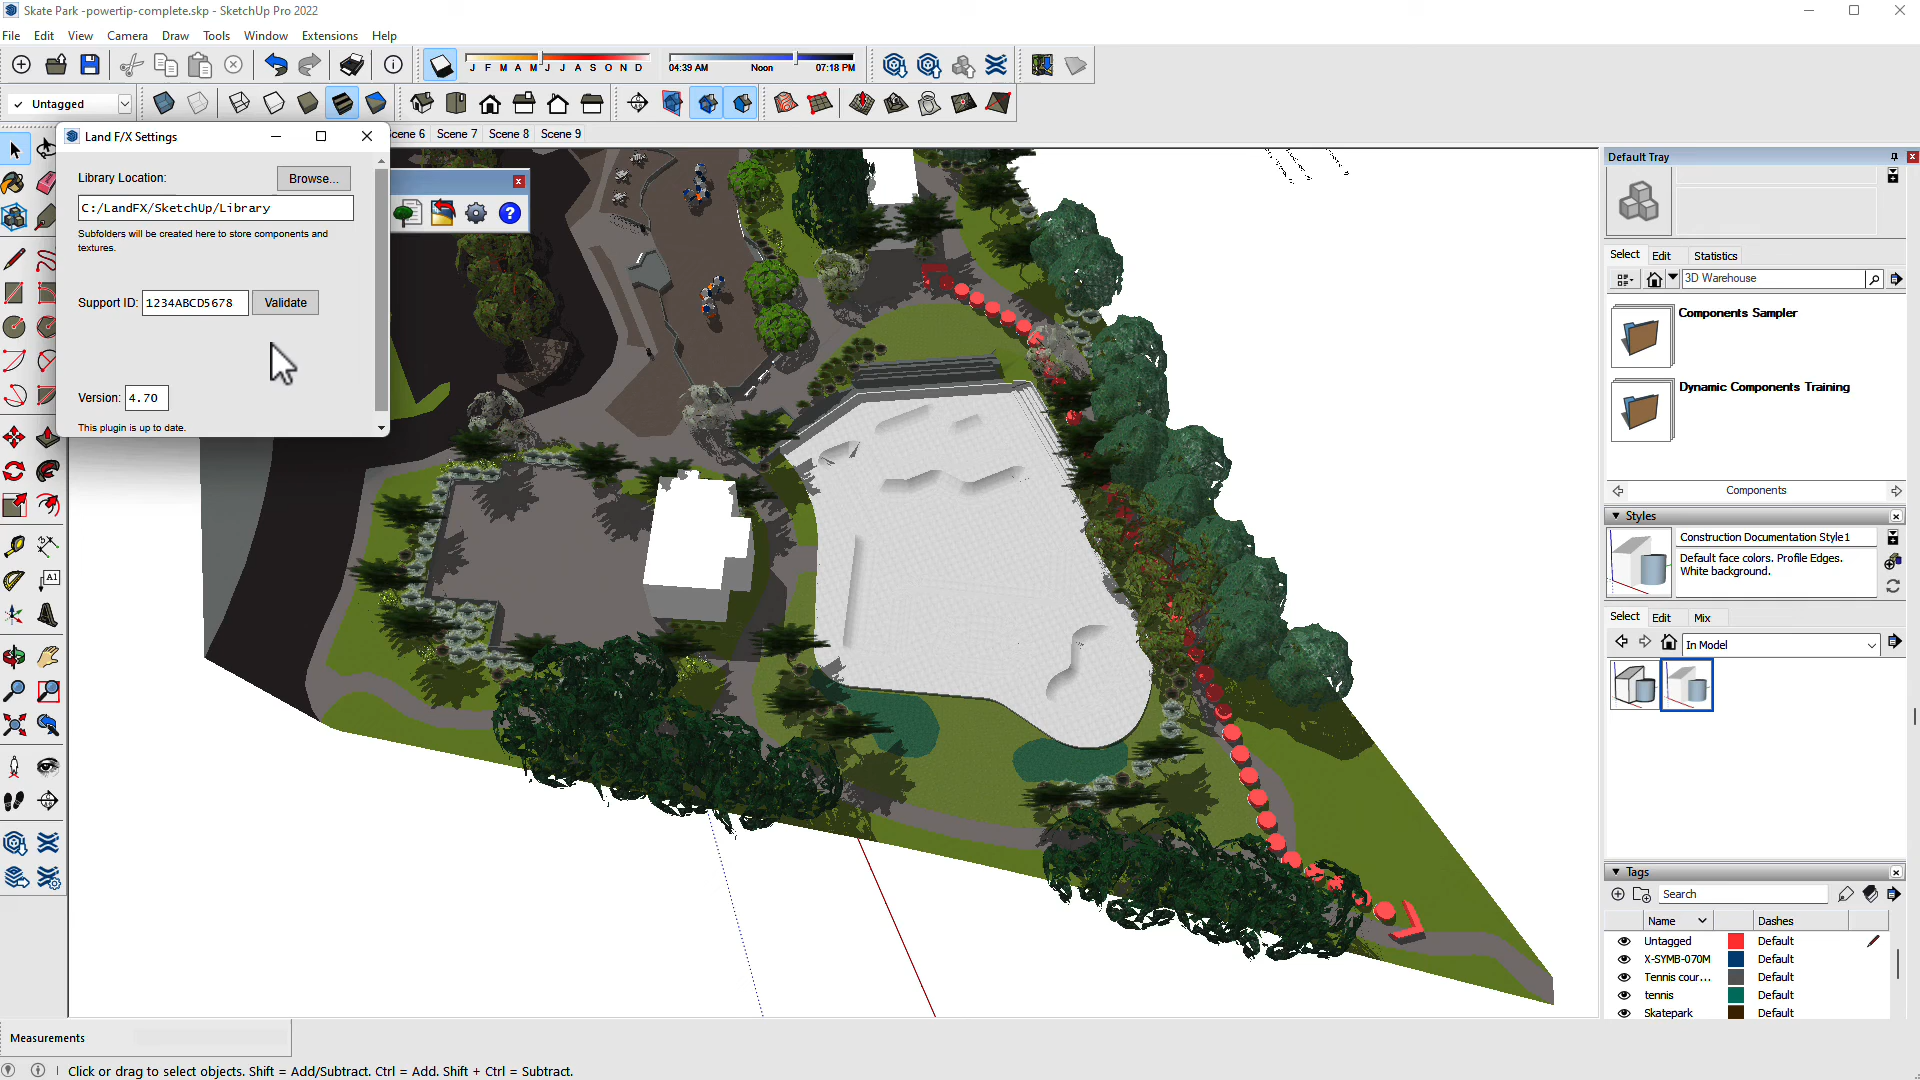 Skate Park -powertip-complete.skp - SketchUp Pro 2022
File Edit View Camera Draw Tools Window Extensions Help
J F M A M J J A S O N D
04:39 AM Noon 07:18 PM
Untagged
Land F/X Settings
cene 6 Scene 7 Scene 8 Scene 9
Library Location:
Browse...
C:/LandFX/SketchUp/Library
Subfolders will be created here to store components and
textures.
Support ID: 1234ABCD5678 Validate
Version: 4.70
This plugin is up to date.
A1
Default Tray
Select Edit Statistics
3D Warehouse
Components Sampler
Dynamic Components Training
Components
Styles
Construction Documentation Style1
Default face colors. Profile Edges.
White background.
Select Edit Mix
In Model
Tags
Search
Name Dashes
Untagged Default
X-SYMB-070M Default
Tennis cour... Default
tennis Default
Skatepark Default
Measurements
Click or drag to select objects. Shift = Add/Subtract. Ctrl = Add. Shift + Ctrl = Subtract.